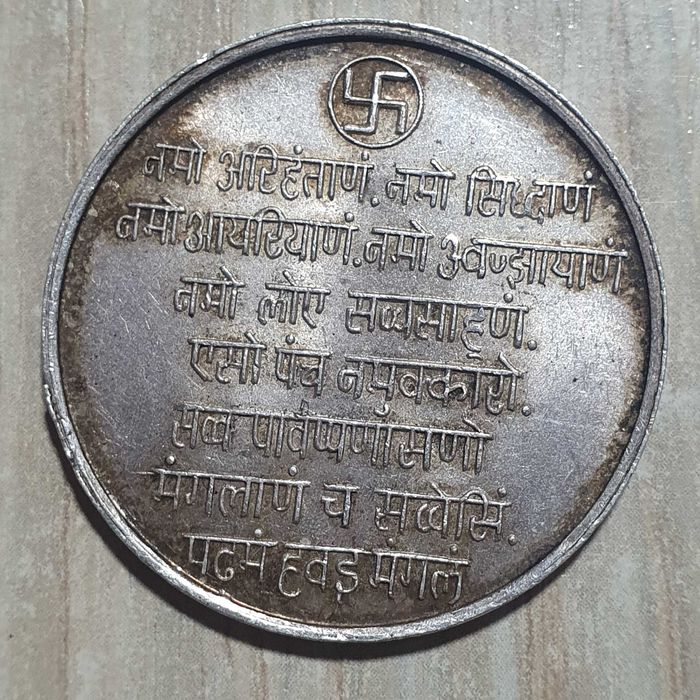 नमो अरिहंताणं. नमो सिध्दाणं
नमो आयरियाणं. नमो उवज्झायाणं
नमो लोए सव्वसाहूणं.
एसो पंच नमुक्कारो.
सव्व पावप्पणासणो
मंगलाणं च सव्वेसिं.
पढमं हवइ मंगलं